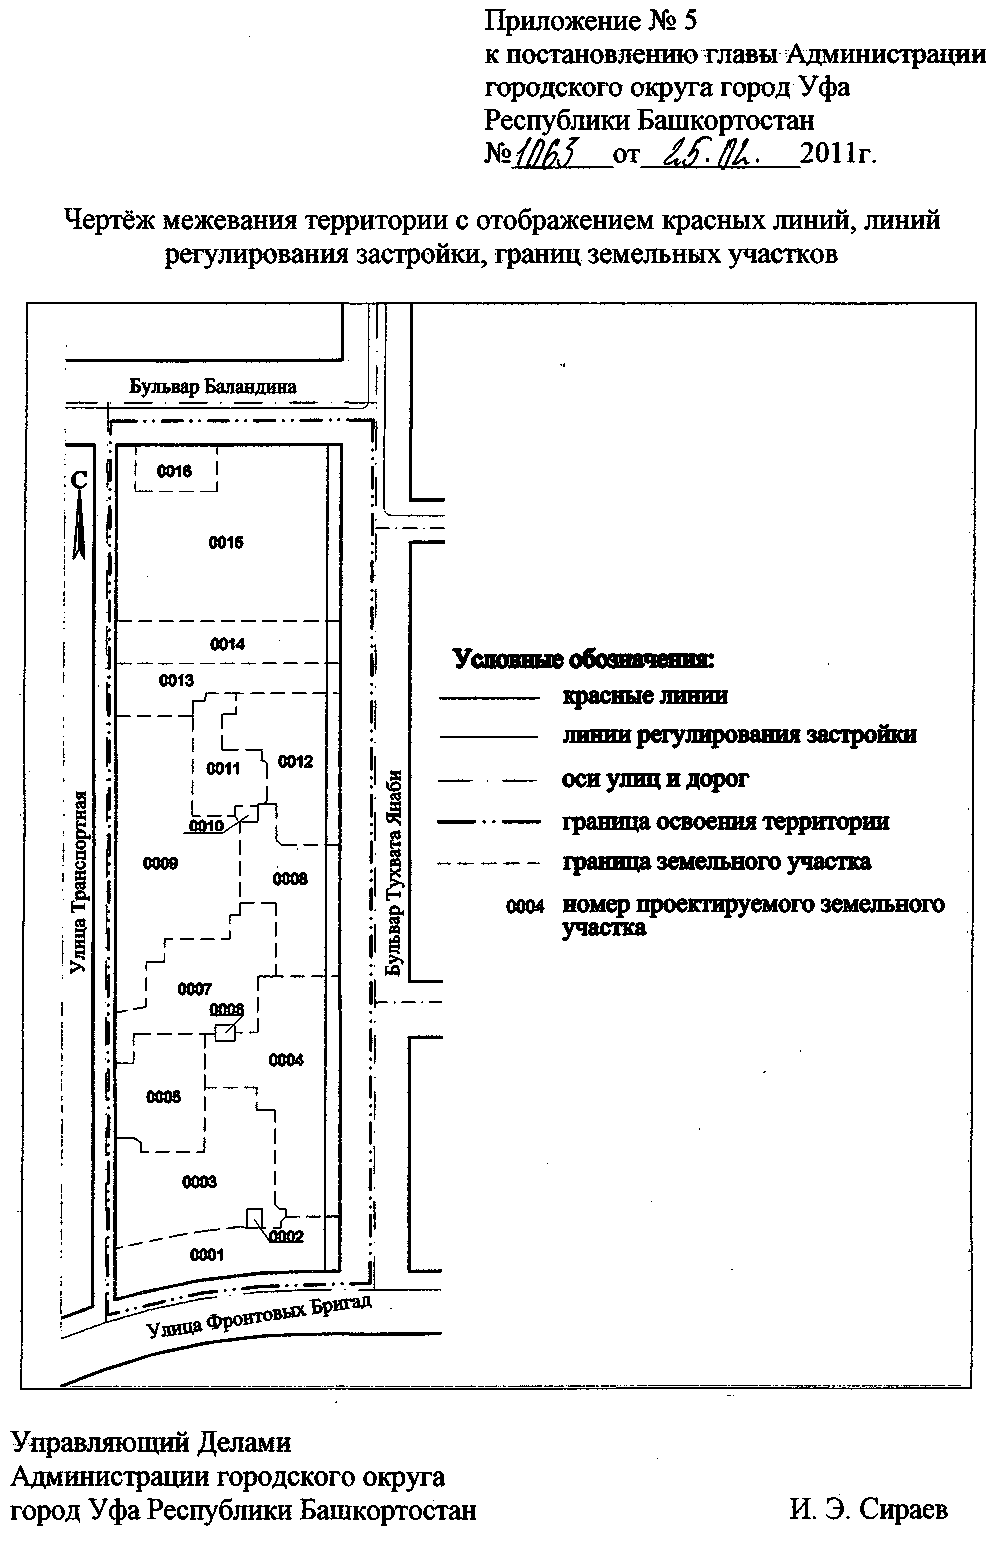 Приложение № 5
к постановлению главы Администрации
городского округа город Уфа
Республики Башкортостан
№ 1063 от 25.02. 2011г.
Чертёж межевания территории с отображением красных линий, линий
регулирования застройки, границ земельных участков
Бульвар Баландина
0016
С
0015
0014
0013
0012
0011
0010
0009
0008
Улица Транспортная
Бульвар Тухвата Янаби
0007
0006
0004
0005
0003
0002
0001
Улица Фронтовых Бригад
Условные обозначения:
красные линии
линии регулирования застройки
оси улиц и дорог
граница освоения территории
граница земельного участка
0004 номер проектируемого земельного
участка
Управляющий Делами
Администрации городского округа
город Уфа Республики Башкортостан И. Э. Сираев